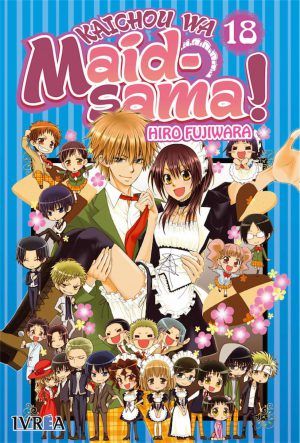 KAICHOU WA
18
Maid-
sama!
HIRO FUJIWARA
IVREA